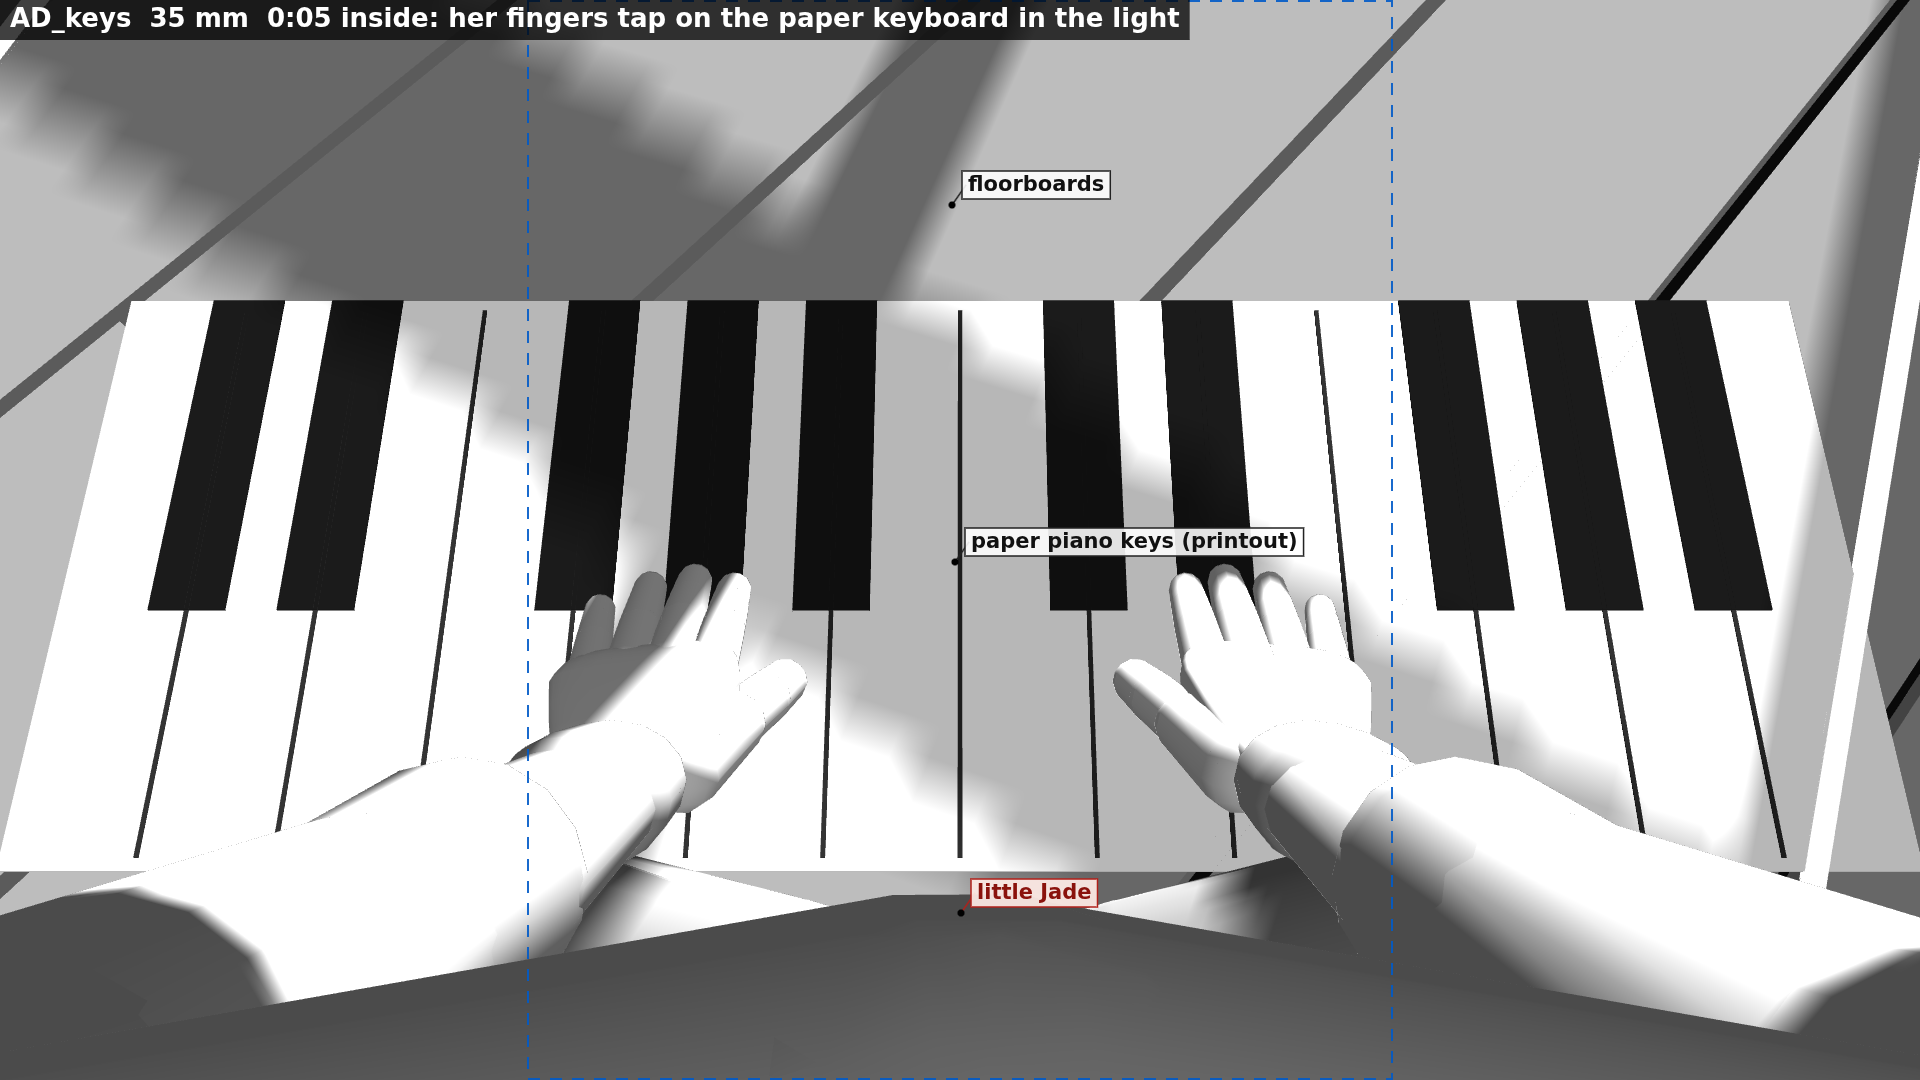 AD_keys 35 mm 0:05 inside: her fingers tap on the paper keyboard in the light
floorboards
paper piano keys (printout)
little Jade